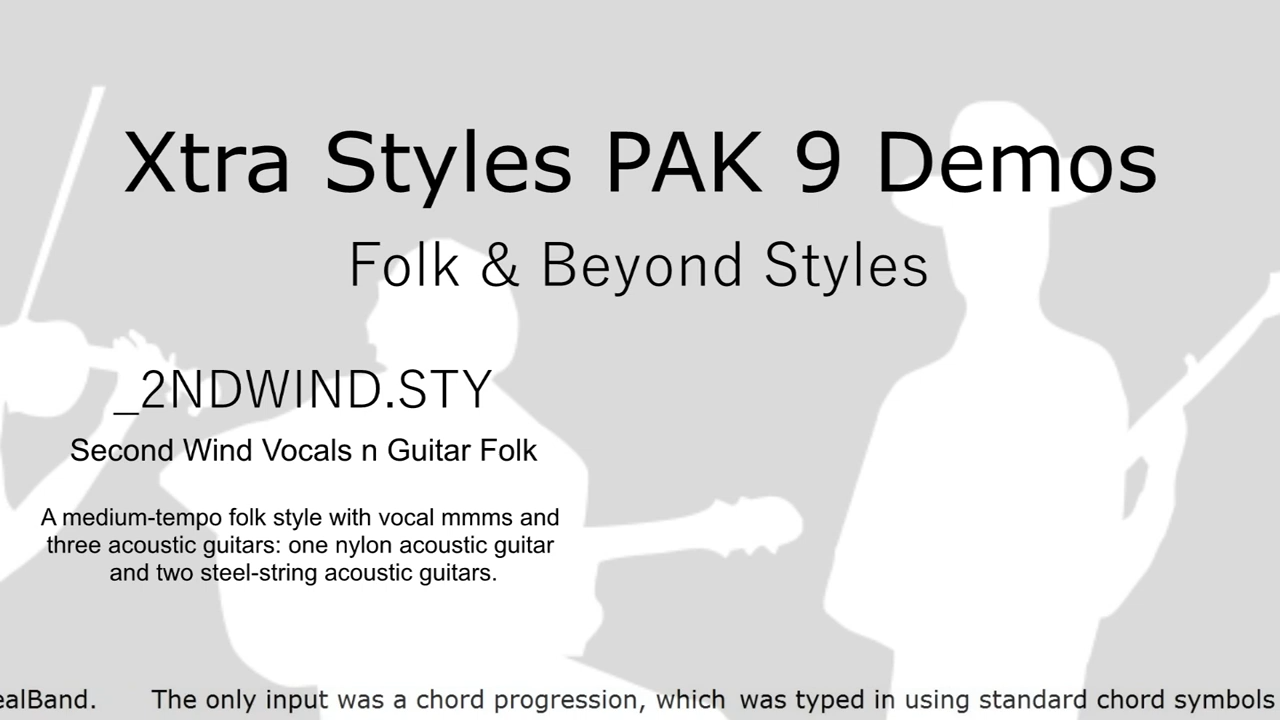 Xtra Styles PAK 9 Demos
Folk & Beyond Styles
_2NDWIND.STY
Second Wind Vocals n Guitar Folk
A medium-tempo folk style with vocal mmms and
three acoustic guitars: one nylon acoustic guitar
and two steel-string acoustic guitars.
ealBand. The only input was a chord progression, which was typed in using standard chord symbols